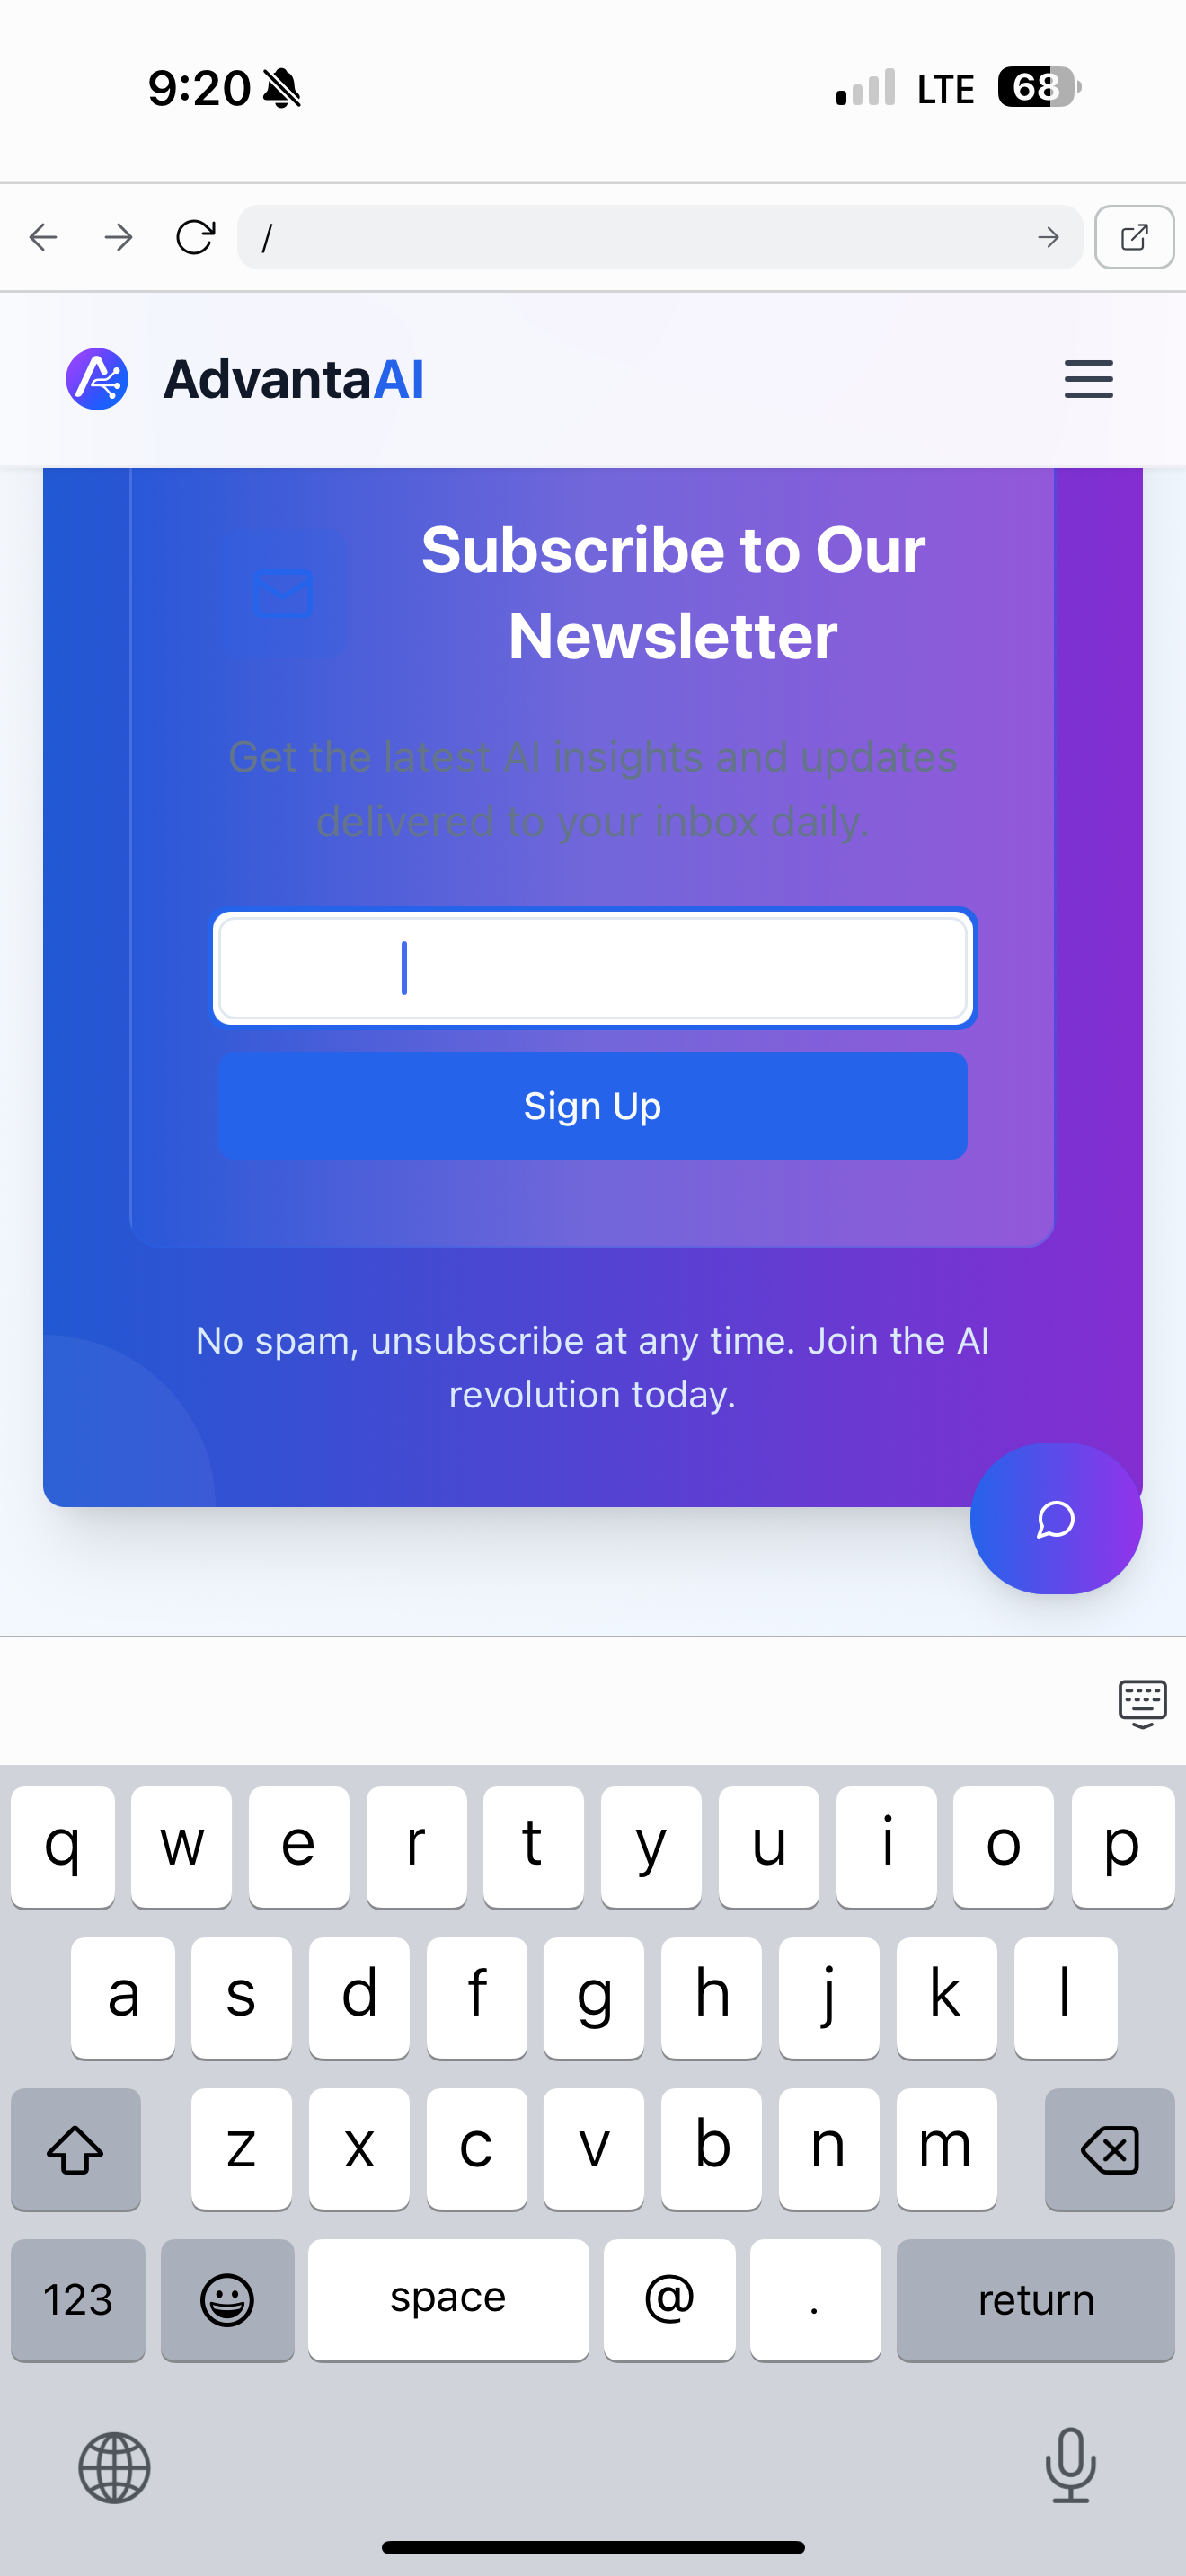 9:20
LTE 68
/
AdvantaAI
Subscribe to Our
Newsletter
Get the latest AI insights and updates
delivered to your inbox daily.
Sign Up
No spam, unsubscribe at any time. Join the AI
revolution today.
q w e r t y u i o p
a s d f g h j k l
z x c v b n m
123 space @ . return